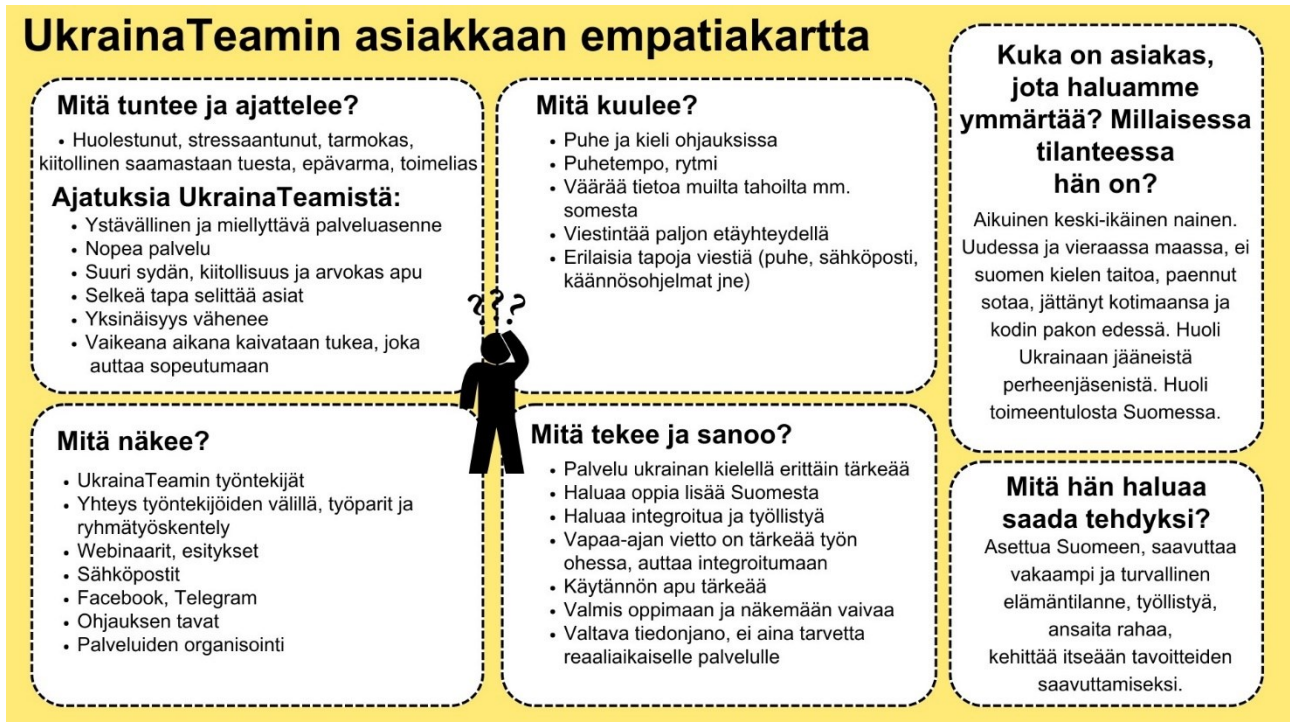 UkrainaTeamin asiakkaan empatiakartta
Mitä tuntee ja ajattelee?
• Huolestunut, stressaantunut, tarmokas,
kiitollinen saamastaan tuesta, epävarma, toimelias
Ajatuksia UkrainaTeamistä:
• Ystävällinen ja miellyttävä palveluasenne
• Nopea palvelu
• Suuri sydän, kiitollisuus ja arvokas apu
• Selkeä tapa selittää asiat
• Yksinäisyys vähenee
• Vaikeana aikana kaivataan tukea, joka
auttaa sopeutumaan
Mitä kuulee?
• Puhe ja kieli ohjauksissa
• Puhetempo, rytmi
• Väärää tietoa muilta tahoilta mm.
somesta
• Viestintää paljon etäyhteydellä
• Erilaisia tapoja viestiä (puhe, sähköposti,
käännösohjelmat jne)
???
Mitä näkee?
• UkrainaTeamin työntekijät
• Yhteys työntekijöiden välillä, työparit ja
ryhmätyöskentely
• Webinaarit, esitykset
• Sähköpostit
• Facebook, Telegram
• Ohjauksen tavat
• Palveluiden organisointi
Mitä tekee ja sanoo?
• Palvelu ukrainan kielellä erittäin tärkeää
• Haluaa oppia lisää Suomesta
• Haluaa integroitua ja työllistyä
• Vapaa-ajan vietto on tärkeää työn
ohessa, auttaa integroitumaan
• Käytännön apu tärkeää
• Valmis oppimaan ja näkemään vaivaa
• Valtava tiedonjano, ei aina tarvetta
reaaliaikaiselle palvelulle
Kuka on asiakas,
jota haluamme
ymmärtää? Millaisessa
tilanteessa
hän on?
Aikuinen keski-ikäinen nainen.
Uudessa ja vieraassa maassa, ei
suomen kielen taitoa, paennut
sotaa, jättänyt kotimaansa ja
kodin pakon edessä. Huoli
Ukrainaan jääneistä
perheenjäsenistä. Huoli
toimeentulosta Suomessa.
Mitä hän haluaa
saada tehdyksi?
Asettua Suomeen, saavuttaa
vakaampi ja turvallinen
elämäntilanne, työllistyä,
ansaita rahaa,
kehittää itseään tavoitteiden
saavuttamiseksi.